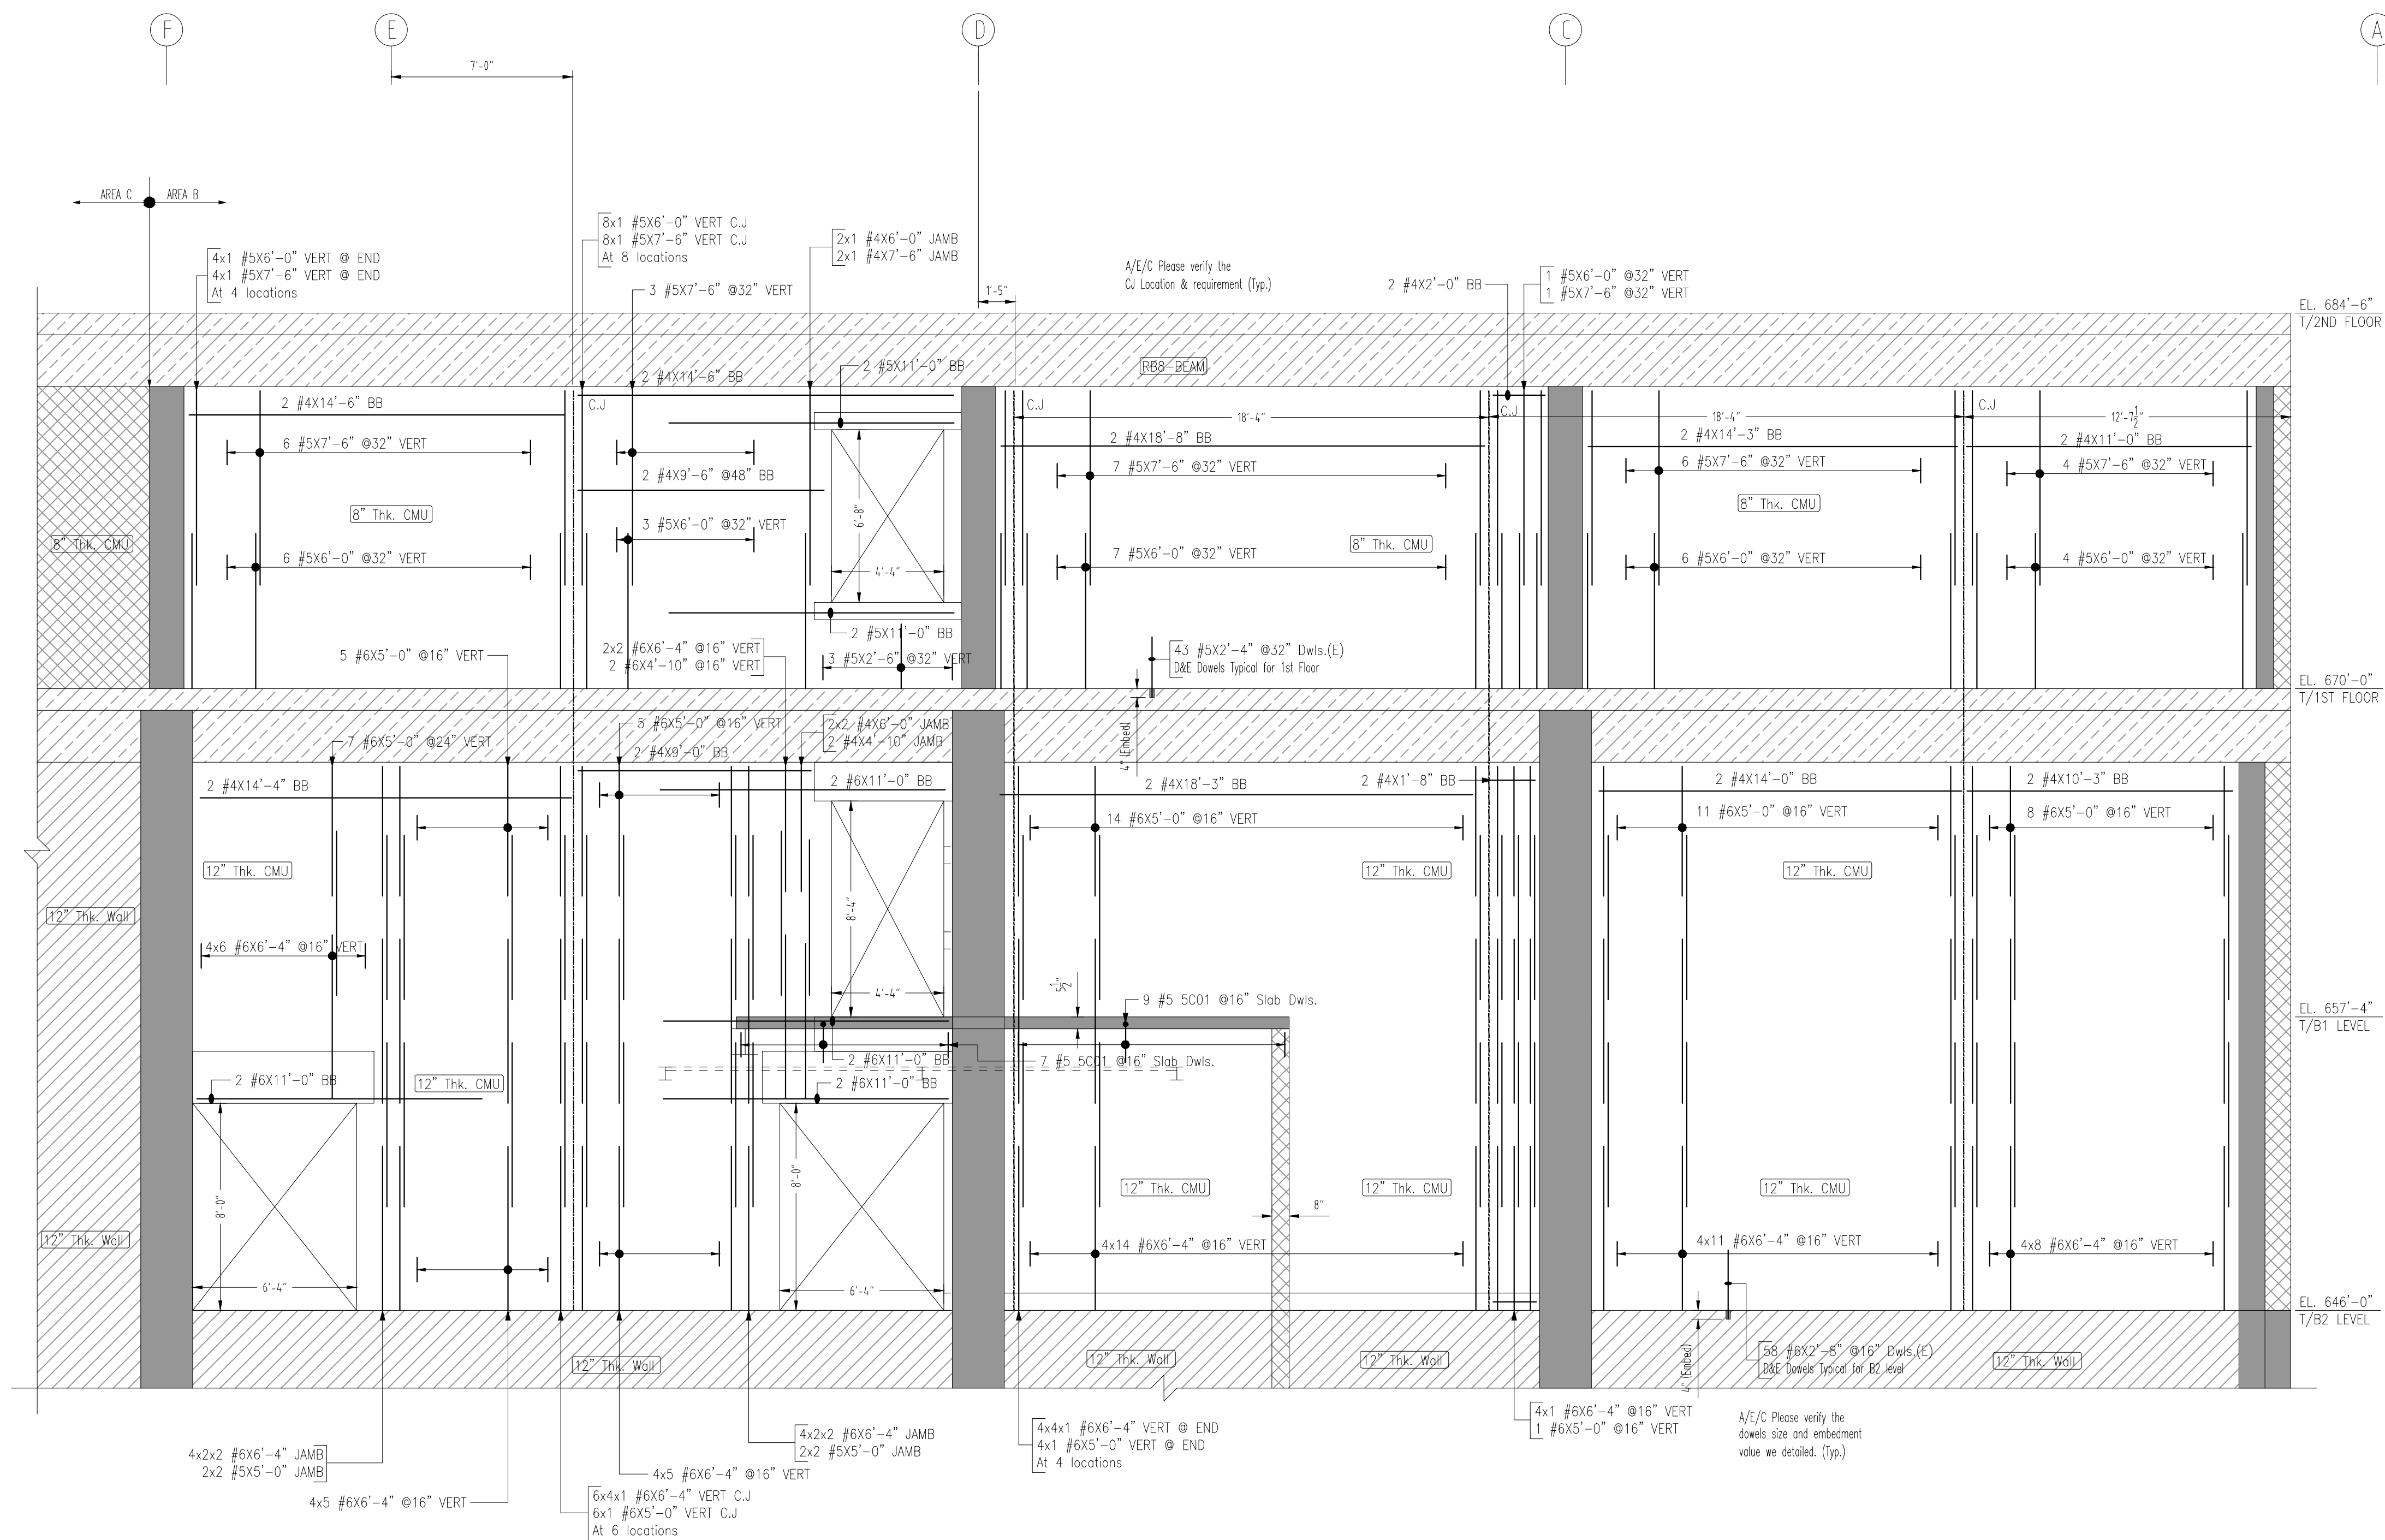 F
E
D
C
A
7'-0"
AREA C
AREA B
8x1 #5X6'-0" VERT C.J
8x1 #5X7'-6" VERT C.J
At 8 locations
2x1 #4X6'-0" JAMB
2x1 #4X7'-6" JAMB
4x1 #5X6'-0" VERT @ END
4x1 #5X7'-6" VERT @ END
At 4 locations
3 #5X7'-6" @32" VERT
1'-5"
A/E/C Please verify the
CJ Location & requirement (Typ.)
2 #4X2'-0" BB
1 #5X6'-0" @32" VERT
1 #5X7'-6" @32" VERT
EL. 684'-6"
T/2ND FLOOR
RB8-BEAM
2 #5X11'-0" BB
2 #4X14'-6" BB
2 #4X14'-6" BB
C.J
18'-4"
C.J
18'-4"
C.J
12'-7 1/2"
6 #5X7'-6" @32" VERT
2 #4X18'-8" BB
2 #4X14'-3" BB
2 #4X11'-0" BB
7 #5X7'-6" @32" VERT
6 #5X7'-6" @32" VERT
4 #5X7'-6" @32" VERT
2 #4X9'-6" @48" BB
8" Thk. CMU
8" Thk. CMU
6'-8"
3 #5X6'-0" @32" VERT
8" Thk. CMU
8" Thk. CMU
6 #5X6'-0" @32" VERT
4'-4"
7 #5X6'-0" @32" VERT
6 #5X6'-0" @32" VERT
4 #5X6'-0" @32" VERT
2 #5X11'-0" BB
5 #6X5'-0" @16" VERT
2x2 #6X6'-4" @16" VERT
2 #6X4'-10" @16" VERT
3 #5X2'-6" @32" VERT
43 #5X2'-4" @32" Dwls.(E)
D&E Dowels Typical for 1st Floor
EL. 670'-0"
T/1ST FLOOR
4" (Embed)
7 #6X5'-0" @24" VERT
5 #6X5'-0" @16" VERT
2x2 #4X6'-0" JAMB
2 #4X4'-10" JAMB
2 #4X9'-0" BB
2 #4X14'-4" BB
2 #6X11'-0" BB
2 #4X18'-3" BB
2 #4X1'-8" BB
2 #4X14'-0" BB
2 #4X10'-3" BB
14 #6X5'-0" @16" VERT
11 #6X5'-0" @16" VERT
8 #6X5'-0" @16" VERT
12" Thk. CMU
12" Thk. CMU
12" Thk. CMU
12" Thk. Wall
8'-4"
4x6 #6X6'-4" @16" VERT
4'-4"
5 1/2"
9 #5 5C01 @16" Slab Dwls.
EL. 657'-4"
T/B1 LEVEL
2 #6X11'-0" BB
7 #5 5C01 @16" Slab Dwls.
2 #6X11'-0" BB
12" Thk. CMU
2 #6X11'-0" BB
8'-0"
8'-0"
12" Thk. CMU
12" Thk. CMU
12" Thk. CMU
8"
12" Thk. Wall
4x14 #6X6'-4" @16" VERT
4x11 #6X6'-4" @16" VERT
4x8 #6X6'-4" @16" VERT
6'-4"
6'-4"
EL. 646'-0"
T/B2 LEVEL
4" (Embed)
58 #6X2'-8" @16" Dwls.(E)
D&E Dowels Typical for B2 level
12" Thk. Wall
12" Thk. Wall
12" Thk. Wall
12" Thk. Wall
4x2x2 #6X6'-4" JAMB
2x2 #5X5'-0" JAMB
4x2x2 #6X6'-4" JAMB
2x2 #5X5'-0" JAMB
4x4x1 #6X6'-4" VERT @ END
4x1 #6X5'-0" VERT @ END
At 4 locations
4x1 #6X6'-4" @16" VERT
1 #6X5'-0" @16" VERT
A/E/C Please verify the
dowels size and embedment
value we detailed. (Typ.)
4x5 #6X6'-4" @16" VERT
4x5 #6X6'-4" @16" VERT
6x4x1 #6X6'-4" VERT C.J
6x1 #6X5'-0" VERT C.J
At 6 locations